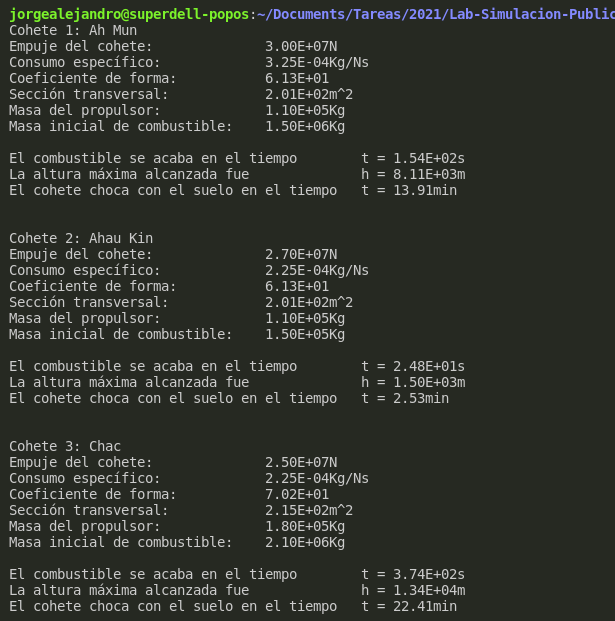 jorgealejandro@superdell-popos:~/Documents/Tareas/2021/Lab-Simulacion-Public
Cohete 1: Ah Mun
Empuje del cohete: 3.00E+07N
Consumo específico: 3.25E-04Kg/Ns
Coeficiente de forma: 6.13E+01
Sección transversal: 2.01E+02m^2
Masa del propulsor: 1.10E+05Kg
Masa inicial de combustible: 1.50E+06Kg
El combustible se acaba en el tiempo t = 1.54E+02s
La altura máxima alcanzada fue h = 8.11E+03m
El cohete choca con el suelo en el tiempo t = 13.91min
Cohete 2: Ahau Kin
Empuje del cohete: 2.70E+07N
Consumo específico: 2.25E-04Kg/Ns
Coeficiente de forma: 6.13E+01
Sección transversal: 2.01E+02m^2
Masa del propulsor: 1.10E+05Kg
Masa inicial de combustible: 1.50E+05Kg
El combustible se acaba en el tiempo t = 2.48E+01s
La altura máxima alcanzada fue h = 1.50E+03m
El cohete choca con el suelo en el tiempo t = 2.53min
Cohete 3: Chac
Empuje del cohete: 2.50E+07N
Consumo específico: 2.25E-04Kg/Ns
Coeficiente de forma: 7.02E+01
Sección transversal: 2.15E+02m^2
Masa del propulsor: 1.80E+05Kg
Masa inicial de combustible: 2.10E+06Kg
El combustible se acaba en el tiempo t = 3.74E+02s
La altura máxima alcanzada fue h = 1.34E+04m
El cohete choca con el suelo en el tiempo t = 22.41min